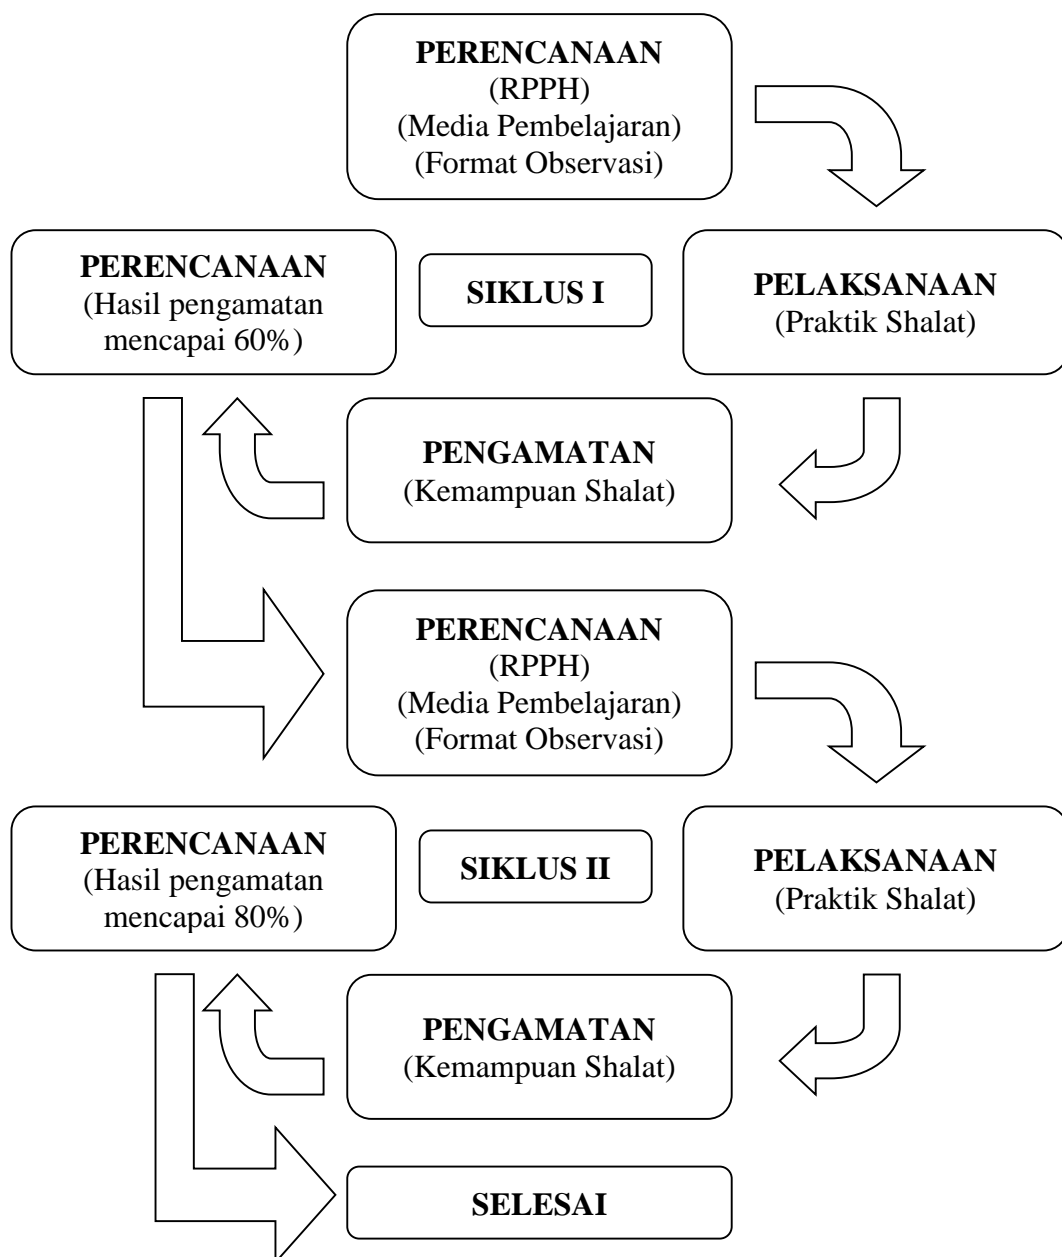 PERENCANAAN
(RPPH)
(Media Pembelajaran)
(Format Observasi)
PERENCANAAN
(Hasil pengamatan
mencapai 60%)
SIKLUS I
PELAKSANAAN
(Praktik Shalat)
PENGAMATAN
(Kemampuan Shalat)
PERENCANAAN
(RPPH)
(Media Pembelajaran)
(Format Observasi)
PERENCANAAN
(Hasil pengamatan
mencapai 80%)
SIKLUS II
PELAKSANAAN
(Praktik Shalat)
PENGAMATAN
(Kemampuan Shalat)
SELESAI